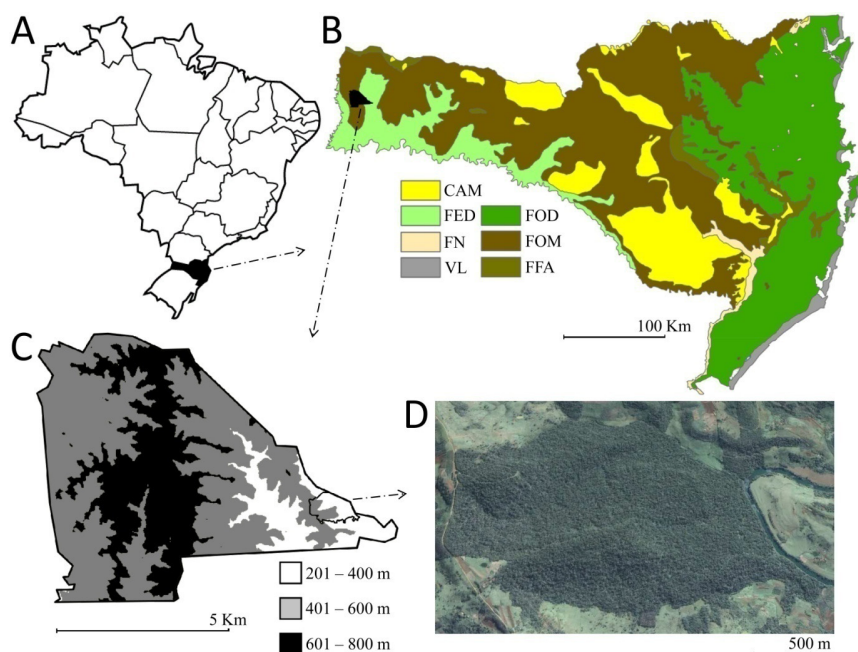 A
B
CAM
FED
FOD
FN
FOM
VL
FFA
100 Km
C
D
201 – 400 m
401 – 600 m
601 – 800 m
5 Km
500 m